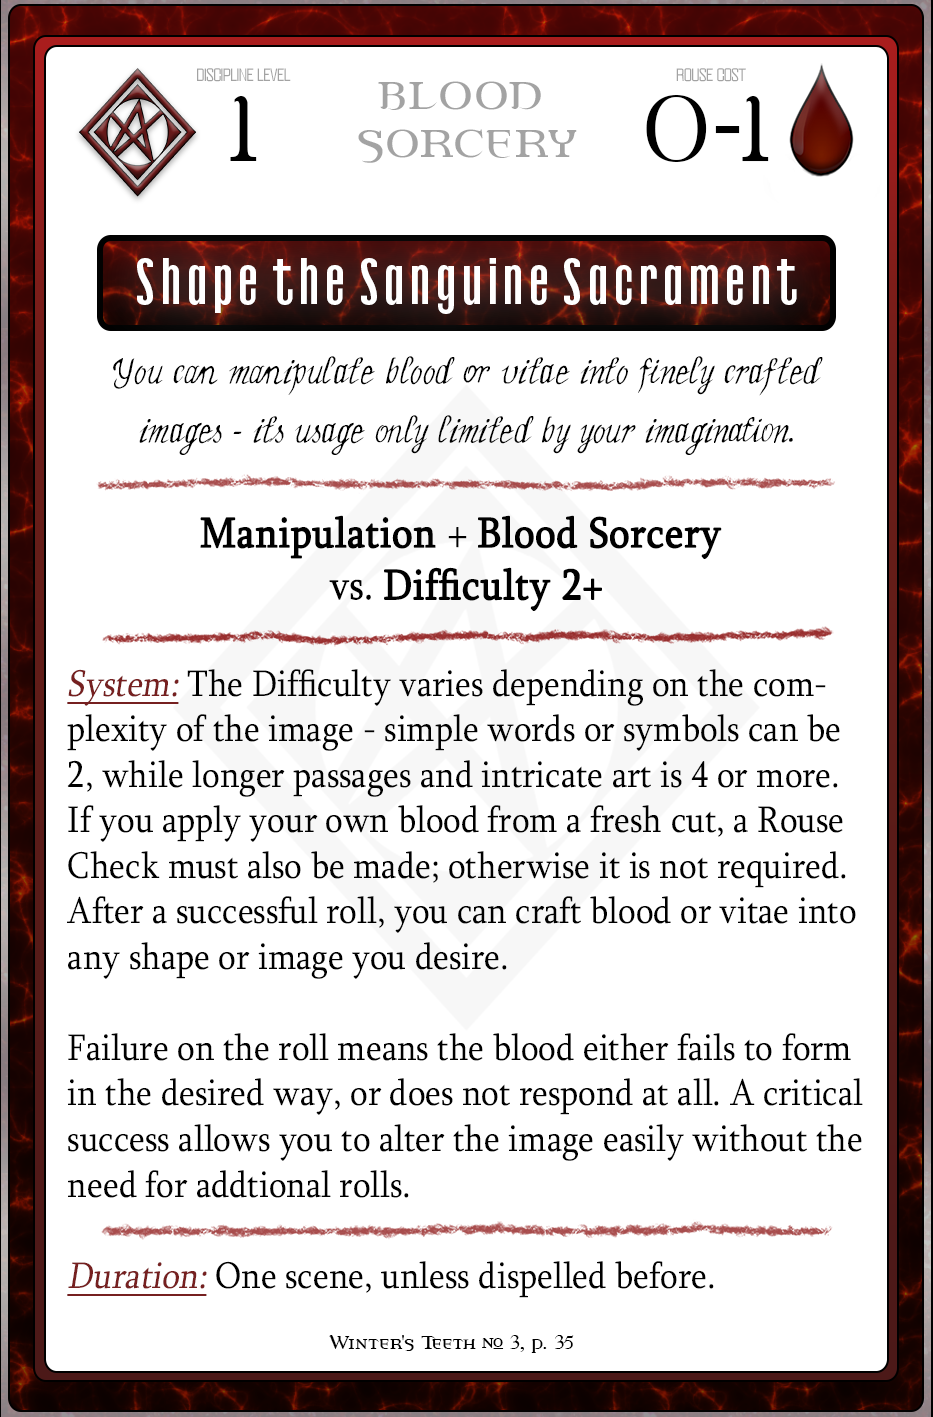 DISCIPLINE LEVEL
1
BLOOD
SORCERY
ROUSE COST
0-1
Shape the Sanguine Sacrament
You can manipulate blood or vitae into finely crafted
images - its usage only limited by your imagination.
Manipulation + Blood Sorcery
vs. Difficulty 2+
System: The Difficulty varies depending on the com-
plexity of the image - simple words or symbols can be
2, while longer passages and intricate art is 4 or more.
If you apply your own blood from a fresh cut, a Rouse
Check must also be made; otherwise it is not required.
After a successful roll, you can craft blood or vitae into
any shape or image you desire.
Failure on the roll means the blood either fails to form
in the desired way, or does not respond at all. A critical
success allows you to alter the image easily without the
need for addtional rolls.
Duration: One scene, unless dispelled before.
Winter's Teeth № 3, p. 35